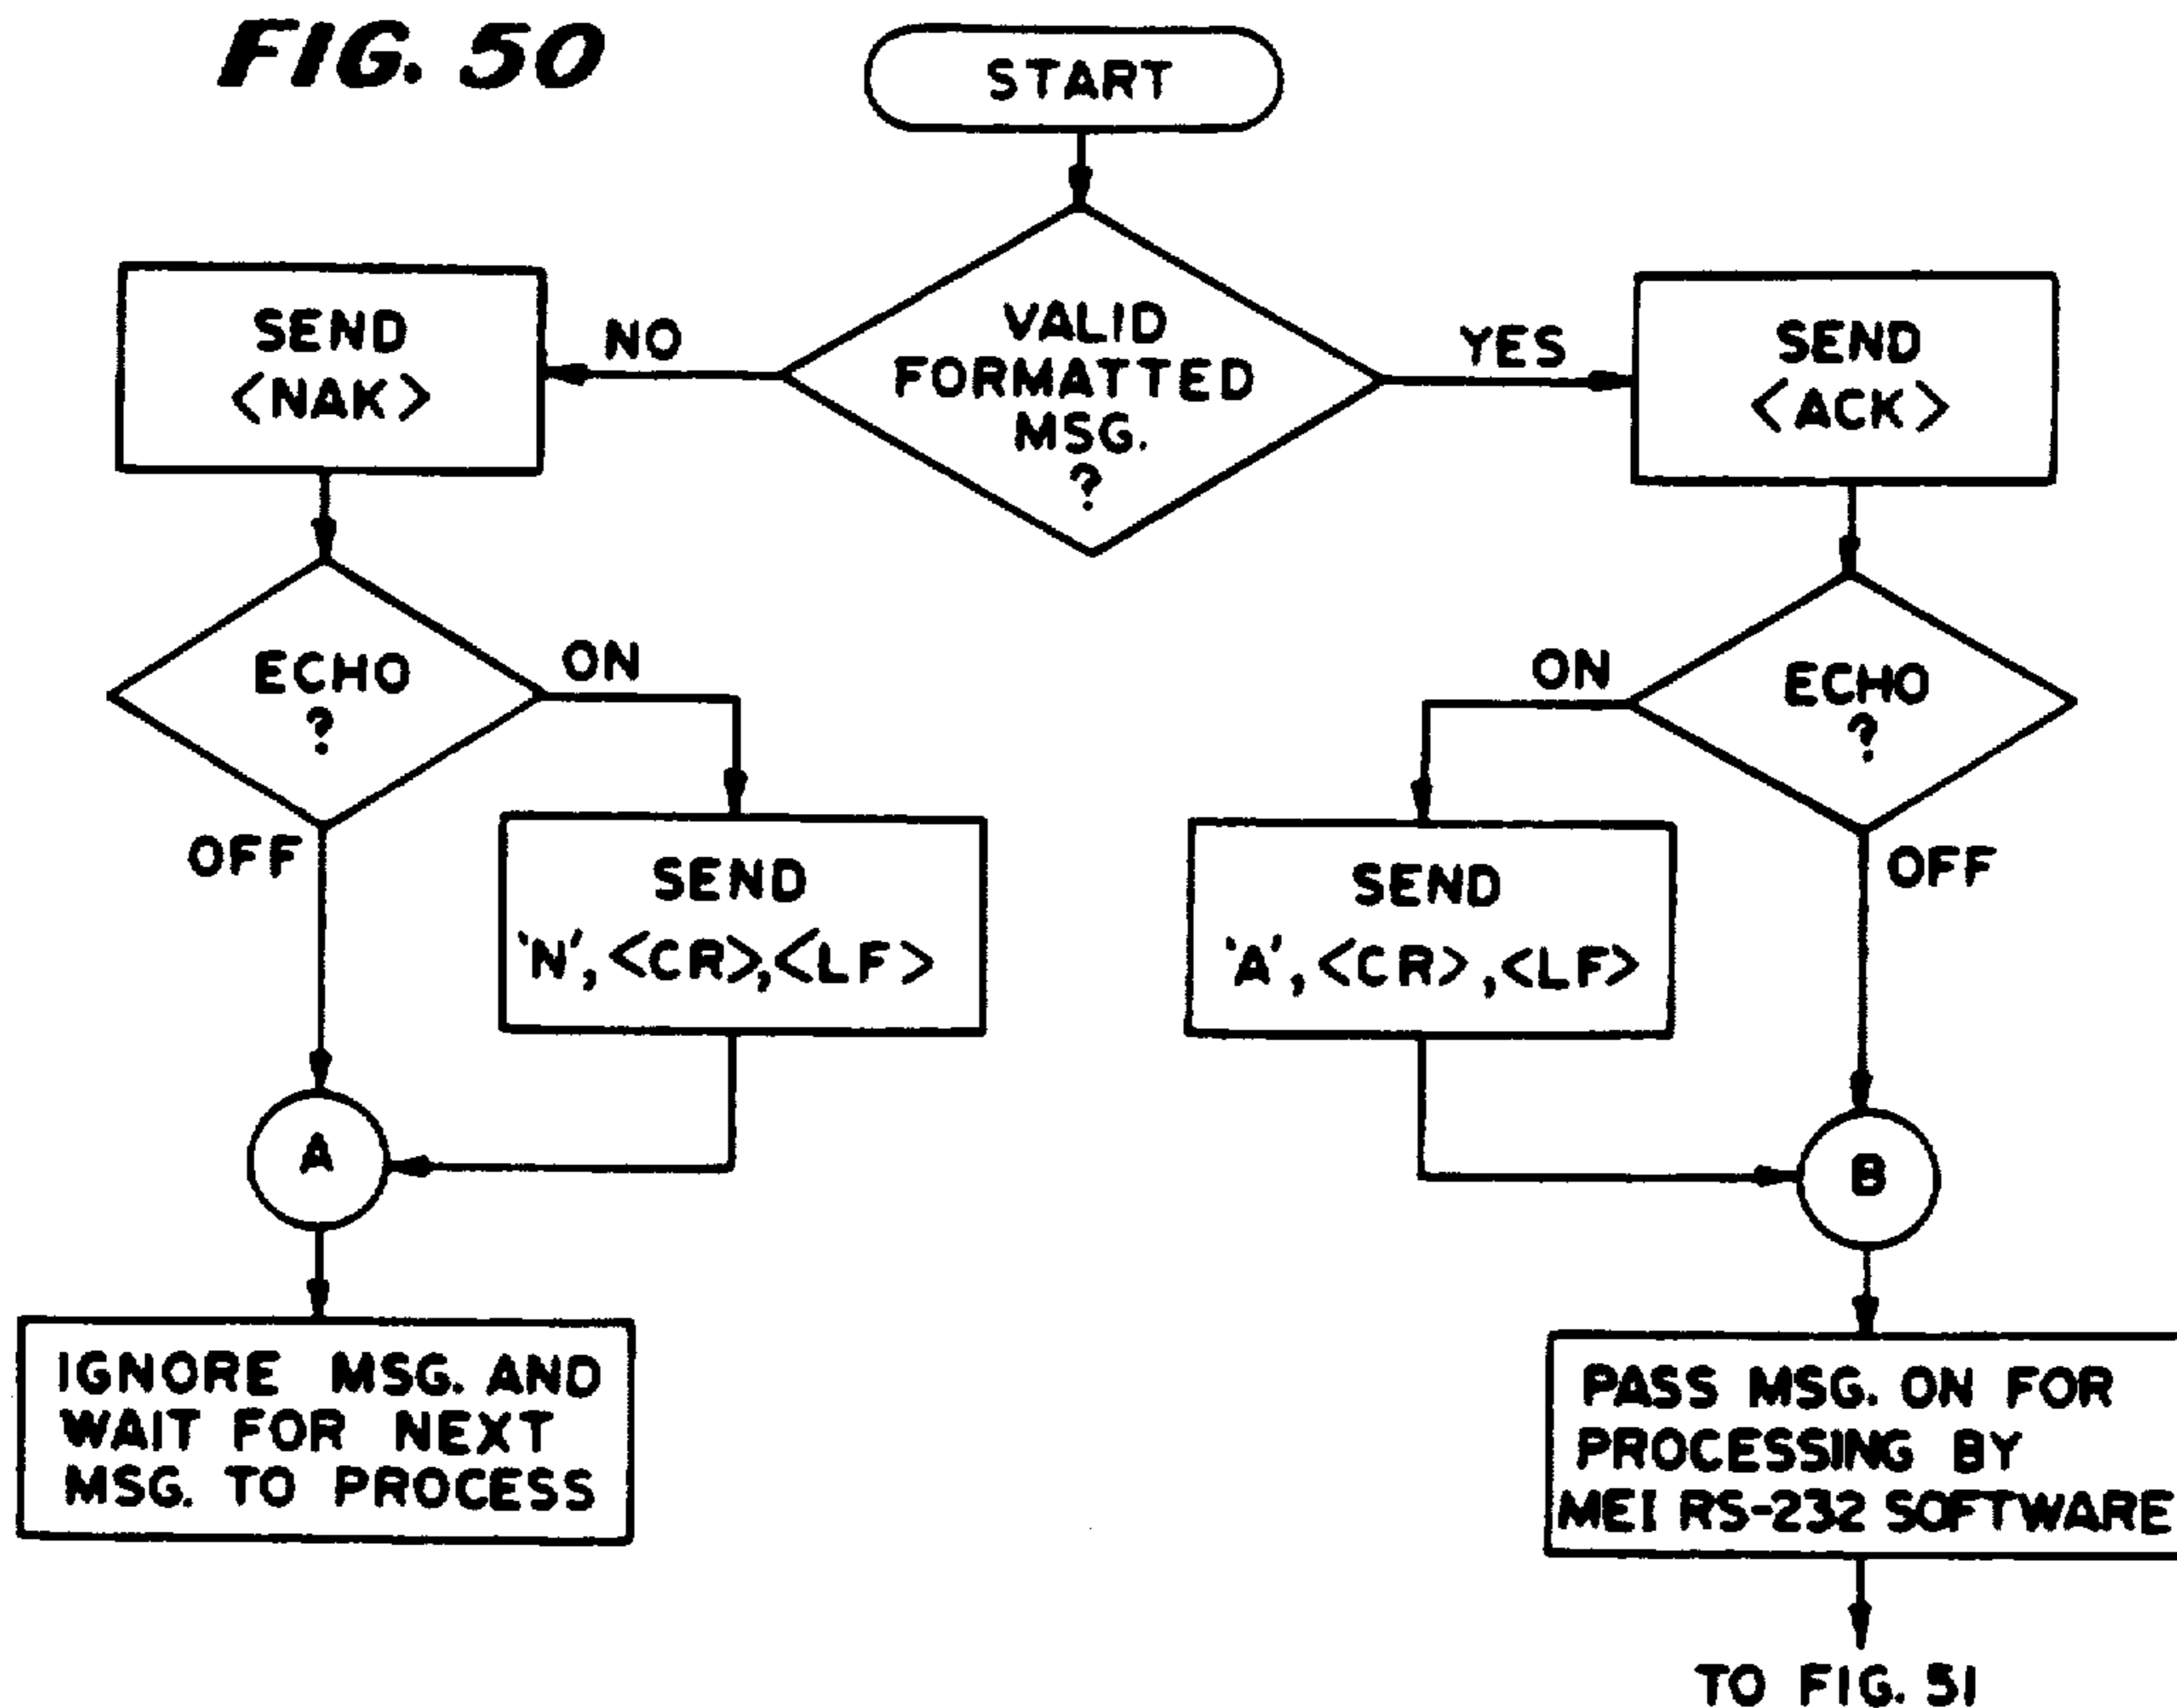 FIG. 50
START
VALID
FORMATTED
MSG.
?
NO
YES
SEND
<NAK>
SEND
<ACK>
ECHO
?
ON
OFF
ON
ECHO
?
OFF
SEND
'N', <CR>, <LF>
SEND
'A', <CR>, <LF>
A
B
IGNORE MSG. AND
WAIT FOR NEXT
MSG. TO PROCESS
PASS MSG. ON FOR
PROCESSING BY
MEI RS-232 SOFTWARE
TO FIG. 51